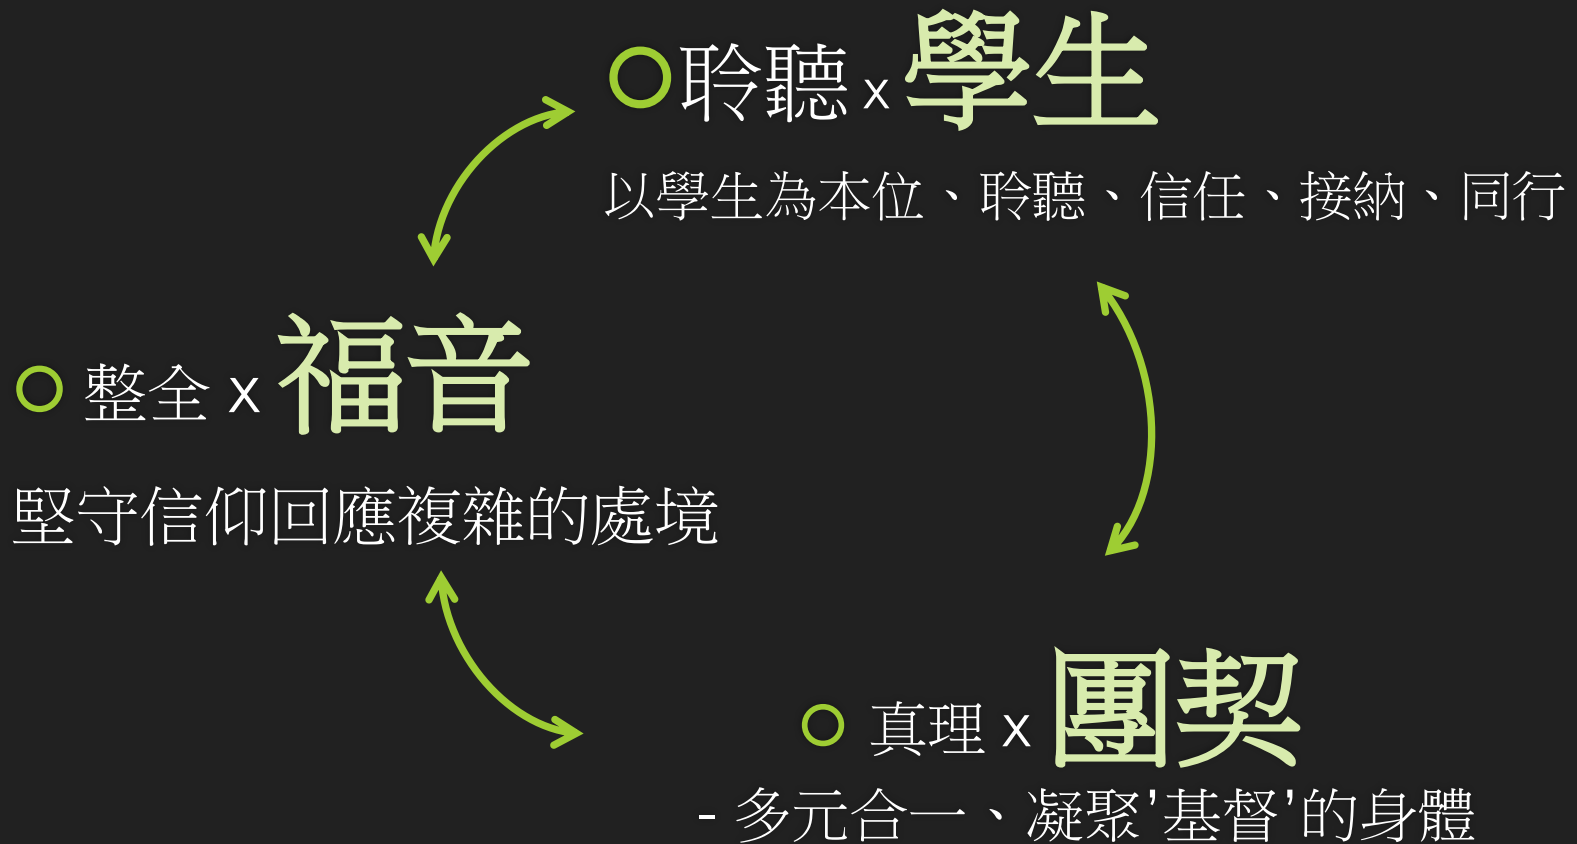 聆聽 x 學生
以學生為本位、聆聽、信任、接納、同行
整全 x 福音
堅守信仰回應複雜的處境
真理 x 團契
- 多元合一、凝聚’基督’的身體